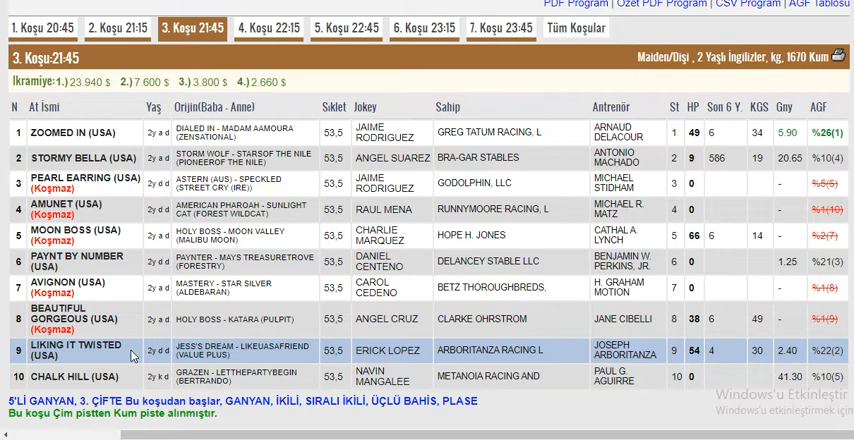 PDF Program | Özet PDF Program | CSV Program | AGF Tablosu
1. Koşu 20:45 2. Koşu 21:15 3. Koşu 21:45 4. Koşu 22:15 5. Koşu 22:45 6. Koşu 23:15 7. Koşu 23:45 Tüm Koşular
3. Koşu:21:45 Maiden/Dişi , 2 Yaşlı İngilizler, kg, 1670 Kum
İkramiye: 1.) 23.940 $ 2.) 7.600 $ 3.) 3.800 $ 4.) 2.660 $
N At İsmi Yaş Orijin(Baba - Anne) Sıklet Jokey Sahip Antrenör St HP Son 6 Y. KGS Gny AGF
1 ZOOMED IN (USA) 2y a d DIALED IN - MADAM AAMOURA (ZENSATIONAL) 53,5 JAIME RODRIGUEZ GREG TATUM RACING, L ARNAUD DELACOUR 1 49 6 34 5.90 %26(1)
2 STORMY BELLA (USA) 2y a d STORM WOLF - STARSOF THE NILE (PIONEEROF THE NILE) 53,5 ANGEL SUAREZ BRA-GAR STABLES ANTONIO MACHADO 2 9 586 19 20.65 %10(4)
3 PEARL EARRING (USA) (Koşmaz) 2y d d ASTERN (AUS) - SPECKLED (STREET CRY (IRE)) 53,5 JAIME RODRIGUEZ GODOLPHIN, LLC MICHAEL STIDHAM 3 0 - %5(6)
4 AMUNET (USA) (Koşmaz) 2y d d AMERICAN PHAROAH - SUNLIGHT CAT (FOREST WILDCAT) 53,5 RAUL MENA RUNNYMOORE RACING, L MICHAEL R. MATZ 4 0 - %1(10)
5 MOON BOSS (USA) (Koşmaz) 2y a d HOLY BOSS - MOON VALLEY (MALIBU MOON) 53,5 CHARLIE MARQUEZ HOPE H. JONES CATHAL A. LYNCH 5 66 6 14 - %2(7)
6 PAYNT BY NUMBER (USA) 2y d d PAYNTER - MAYS TREASURETROVE (FORESTRY) 53,5 DANIEL CENTENO DELANCEY STABLE LLC BENJAMIN W. PERKINS, JR. 6 0 1.25 %21(3)
7 AVIGNON (USA) (Koşmaz) 2y a d MASTERY - STAR SILVER (ALDEBARAN) 53,5 CAROL CEDENO BETZ THOROUGHBREDS, H. GRAHAM MOTION 7 0 - %1(8)
8 BEAUTIFUL GORGEOUS (USA) (Koşmaz) 2y a d HOLY BOSS - KATARA (PULPIT) 53,5 ANGEL CRUZ CLARKE OHRSTROM JANE CIBELLI 8 38 6 49 - %1(9)
9 LIKING IT TWISTED (USA) 2y d d JESS'S DREAM - LIKEUASAFRIEND (VALUE PLUS) 53,5 ERICK LOPEZ ARBORITANZA RACING L JOSEPH ARBORITANZA 9 54 4 30 2.40 %22(2)
10 CHALK HILL (USA) 2y k d GRAZEN - LETTHEPARTYBEGIN (BERTRANDO) 53,5 NAVIN MANGALEE METANOIA RACING AND PAUL G. AGUIRRE 10 0 41.30 %10(5)
5'Lİ GANYAN, 3. ÇİFTE Bu koşudan başlar, GANYAN, İKİLİ, SIRALI İKİLİ, ÜÇLÜ BAHİS, PLASE
Bu koşu Çim pistten Kum piste alınmıştır.
Windows'u Etkinleştir
Windows'u etkinleştirmek için